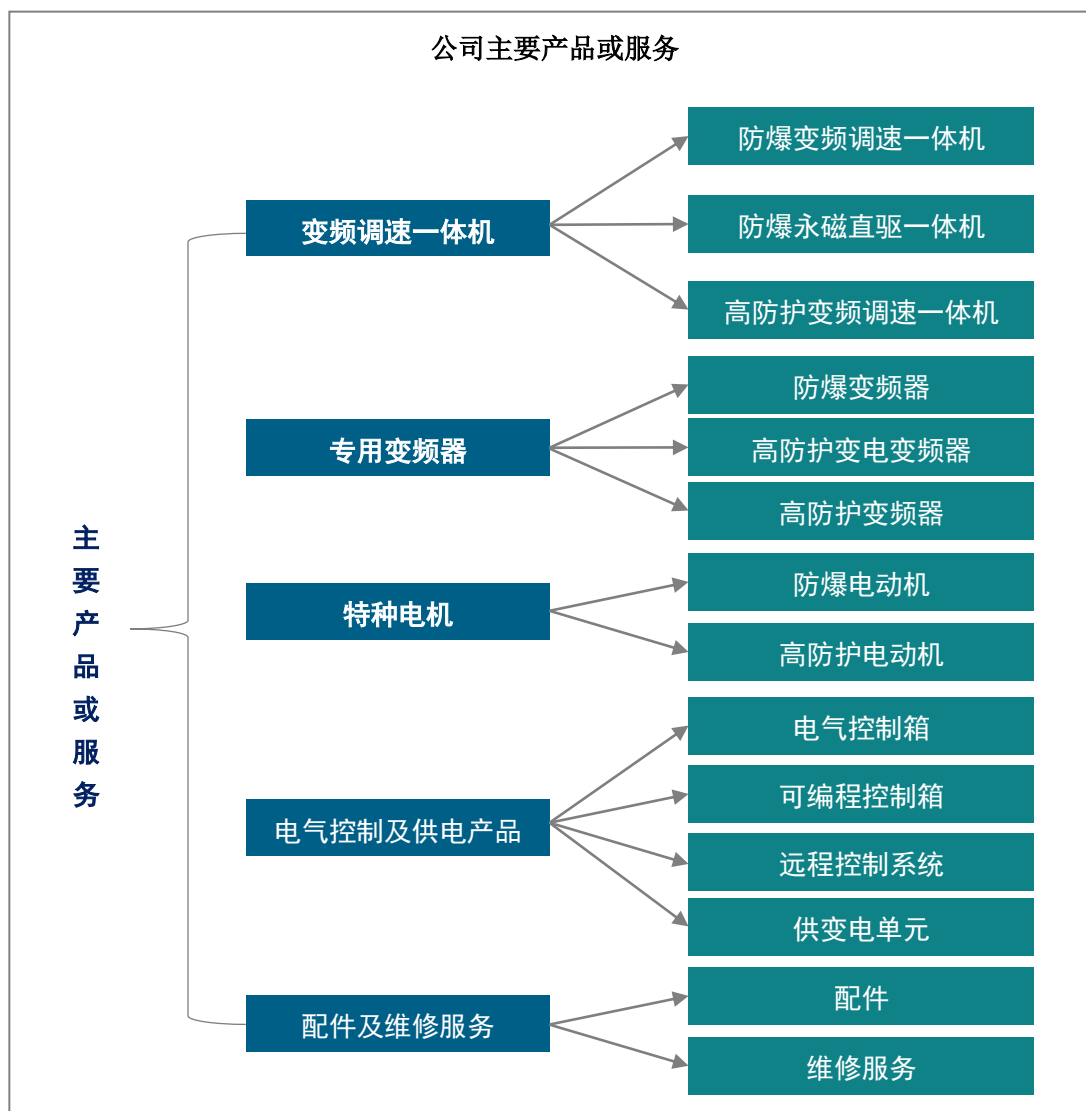 公司主要产品或服务
主要产品或服务
变频调速一体机
防爆变频调速一体机
防爆永磁直驱一体机
高防护变频调速一体机
专用变频器
防爆变频器
高防护变电变频器
高防护变频器
特种电机
防爆电动机
高防护电动机
电气控制及供电产品
电气控制箱
可编程控制箱
远程控制系统
供变电单元
配件及维修服务
配件
维修服务